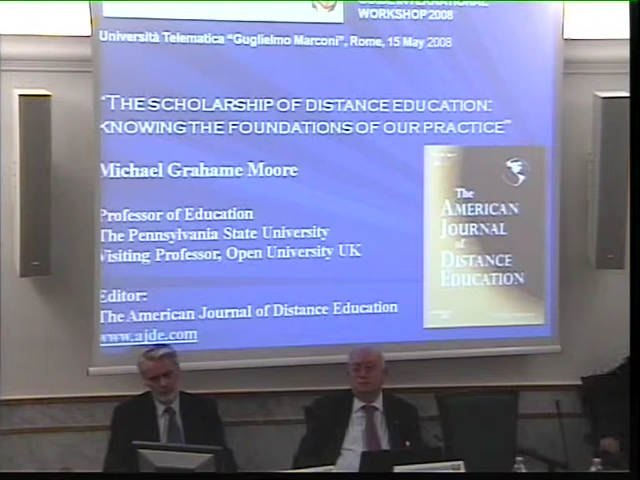 WORKSHOP 2008
Università Telematica “Guglielmo Marconi”, Rome, 15 May 2008
“THE SCHOLARSHIP OF DISTANCE EDUCATION:
KNOWING THE FOUNDATIONS OF OUR PRACTICE”
Michael Grahame Moore
Professor of Education
The Pennsylvania State University
Visiting Professor, Open University UK
Editor:
The American Journal of Distance Education
www.ajde.com
The
AMERICAN
JOURNAL
of
DISTANCE
EDUCATION